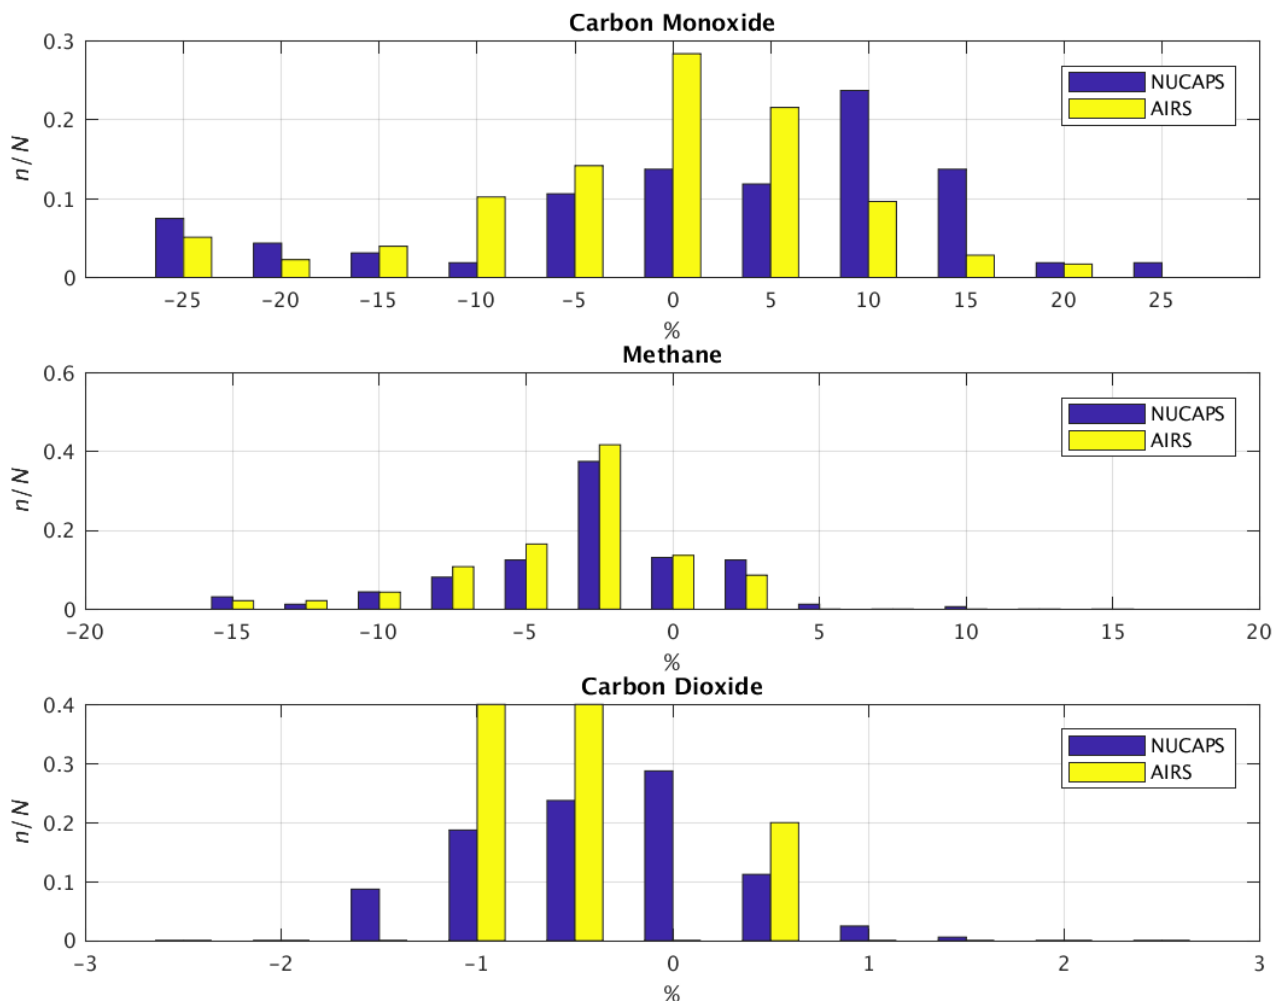 Carbon Monoxide
0.3
0.2
0.1
0
n/N
NUCAPS
AIRS
−25 −20 −15 −10 −5 0 5 10 15 20 25
%
Methane
0.6
0.4
0.2
0
n/N
NUCAPS
AIRS
−20 −15 −10 −5 0 5 10 15 20
%
Carbon Dioxide
0.4
0.3
0.2
0.1
0
n/N
NUCAPS
AIRS
−3 −2 −1 0 1 2 3
%